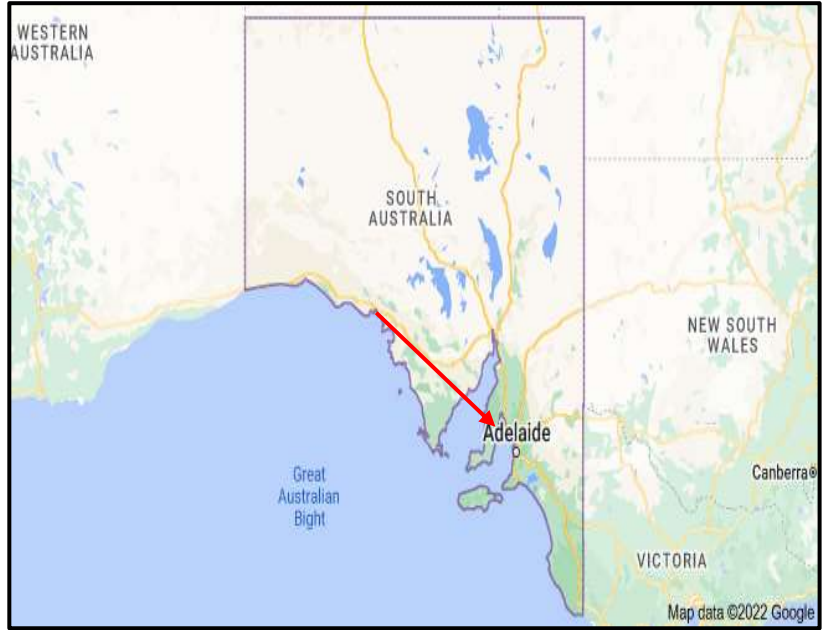 WESTERN
AUSTRALIA
SOUTH
AUSTRALIA
NEW SOUTH
WALES
Adelaide
Great
Australian
Bight
Canberra
VICTORIA
Map data ©2022 Google